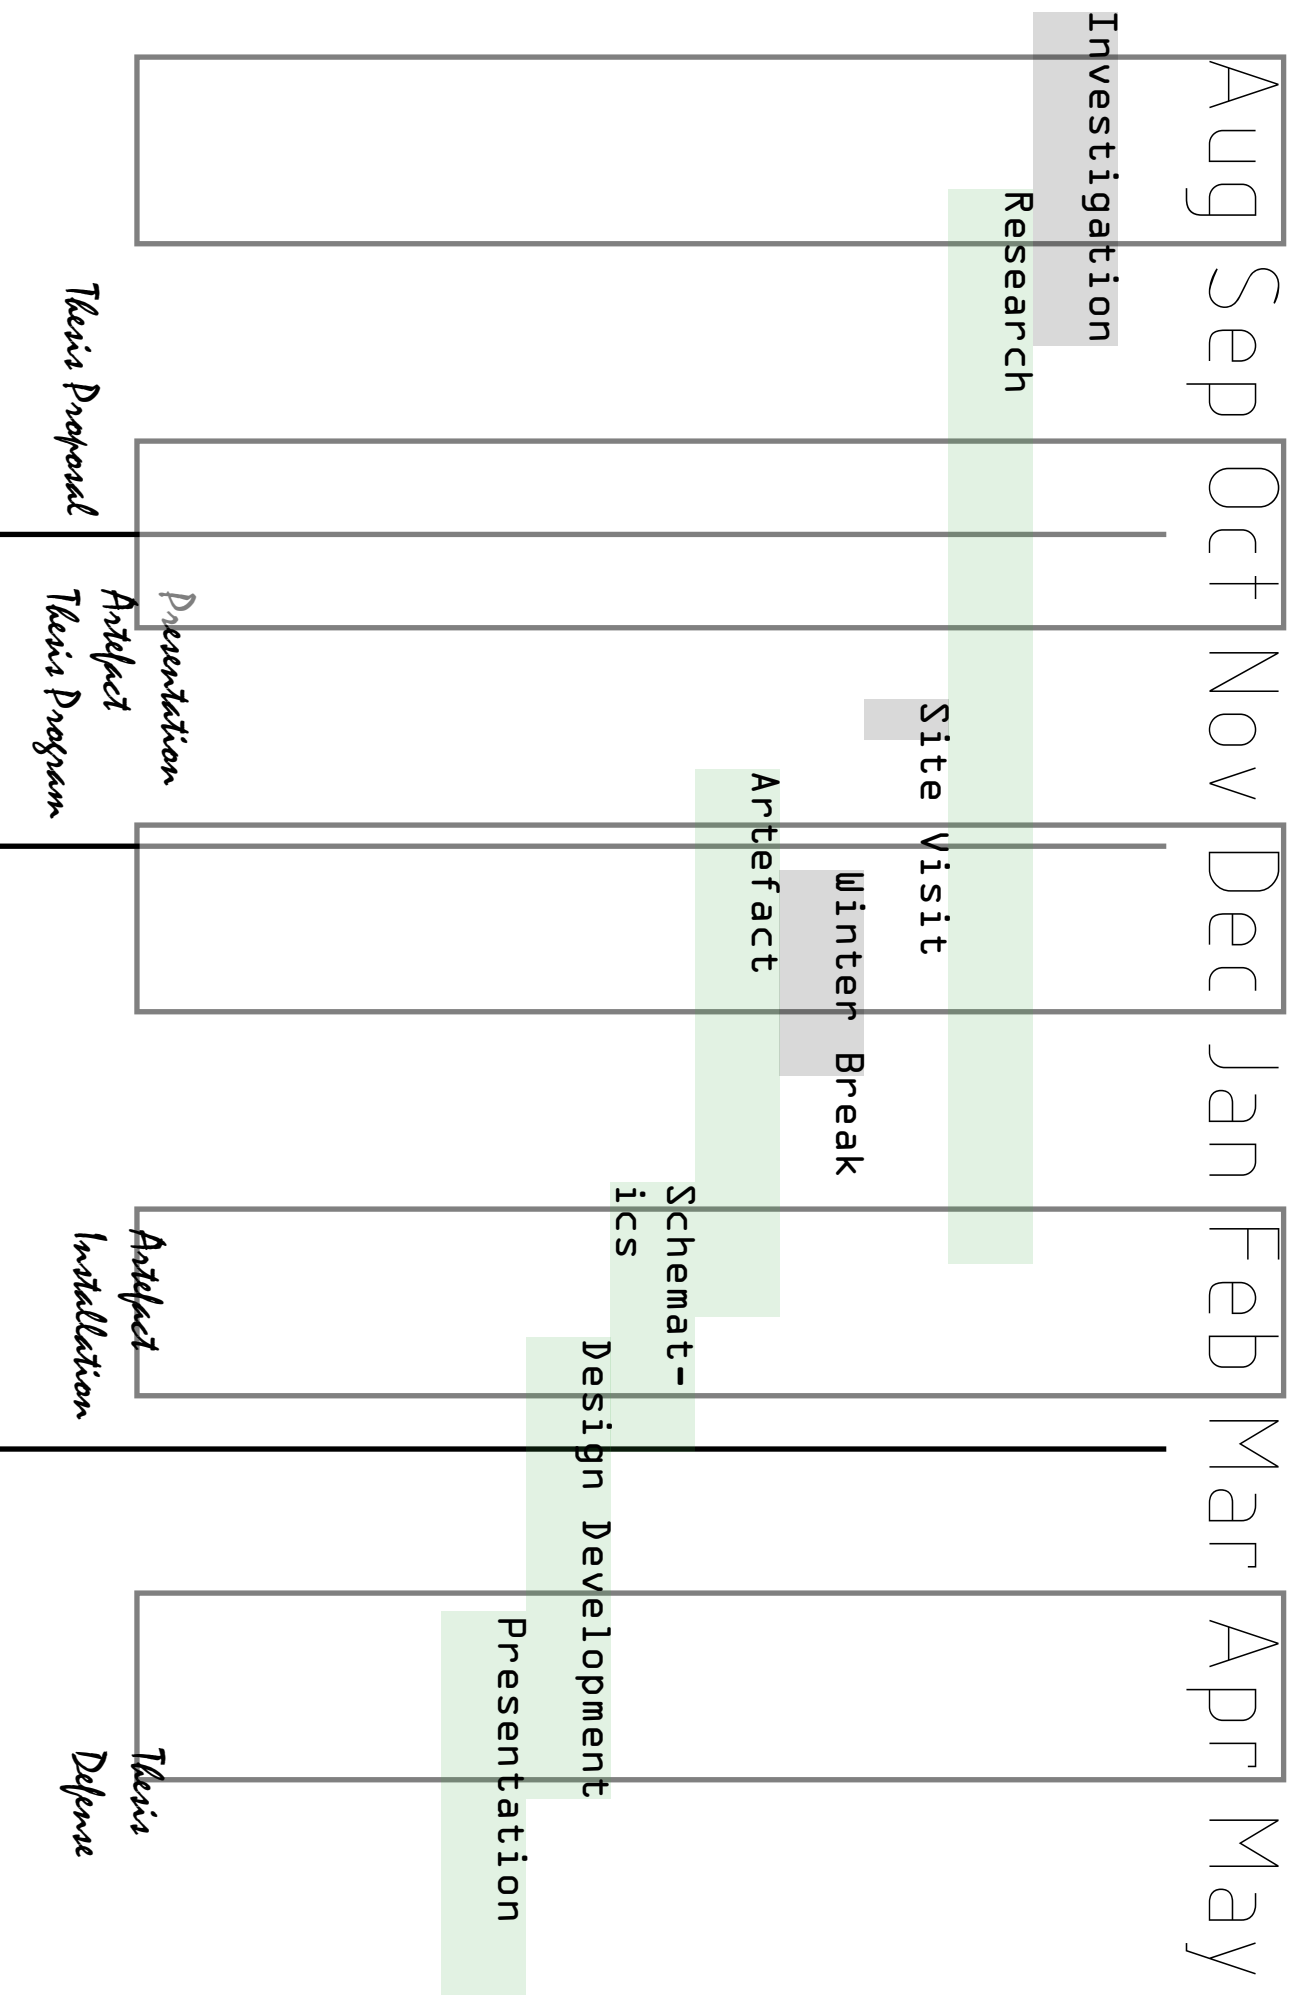 Aug
Sep
Oct
Nov
Dec
Jan
Feb
Mar
Apr
May
Investigation
Research
Site Visit
Winter Break
Artefact
Schemat-
ics
Design Development
Presentation
Thesis Proposal
Presentation
Artefact
Thesis Program
Artefact
Installation
Thesis
Defense